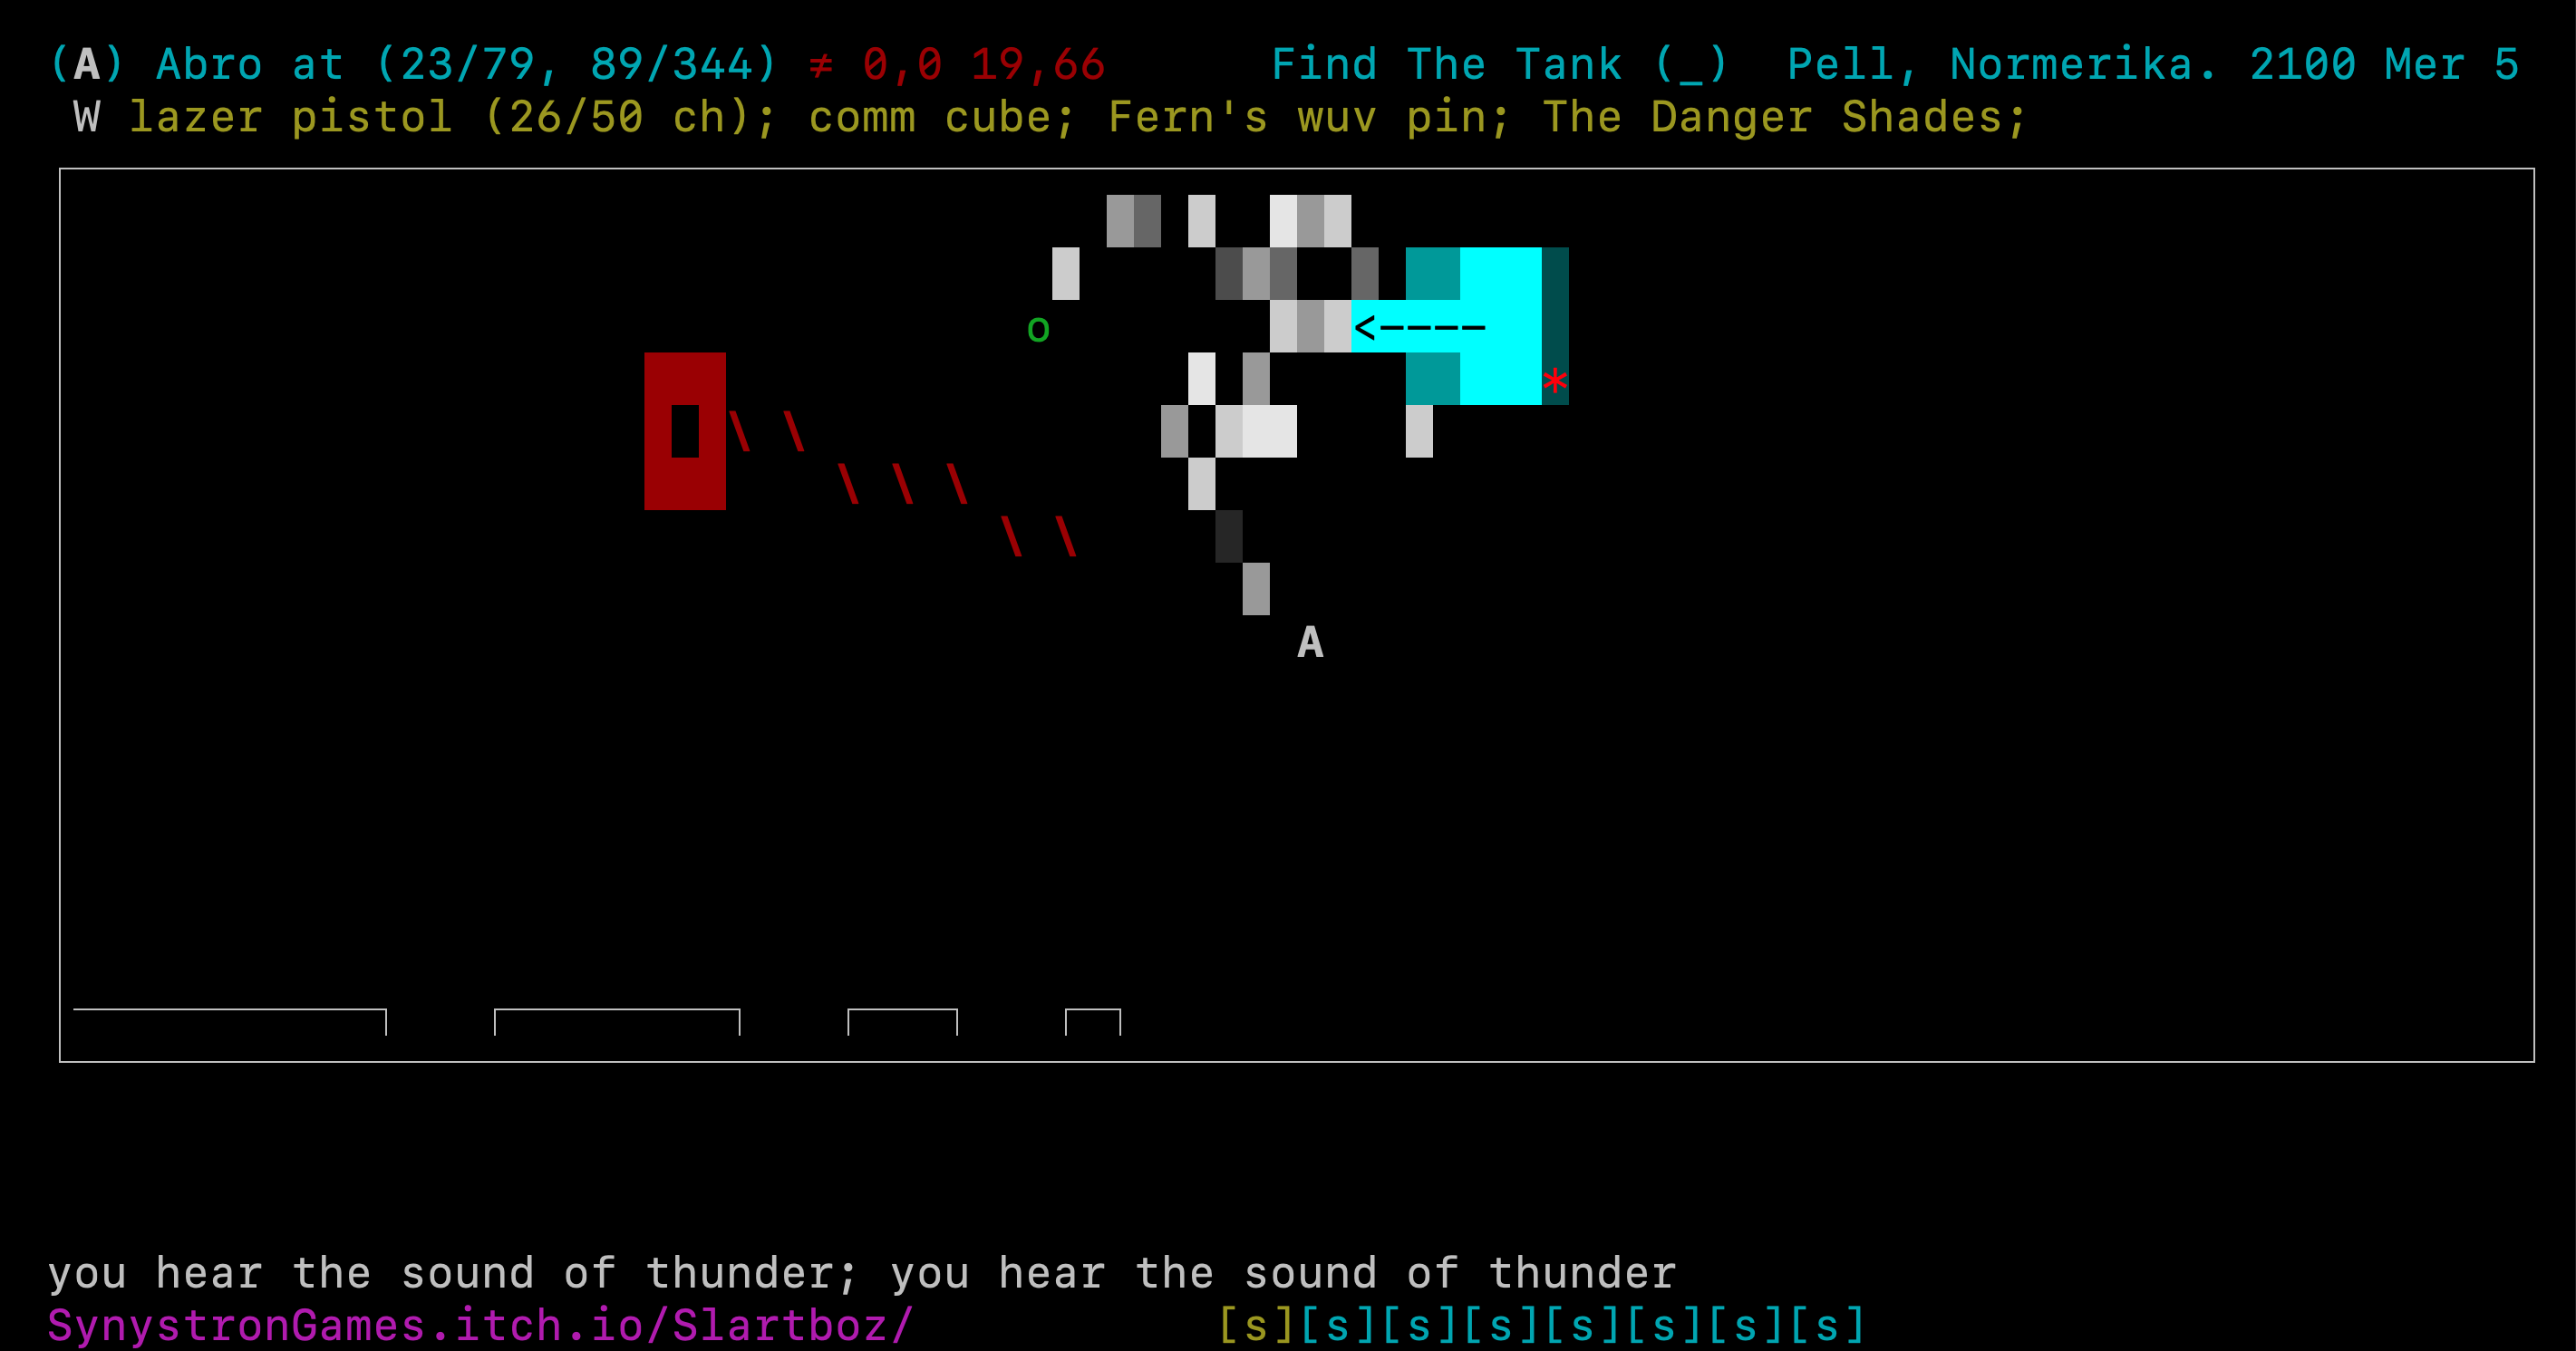 (A) Abro at (23/79, 89/344) ≠ 0,0 19,66 Find The Tank (_) Pell, Normerika. 2100 Mer 5
W lazer pistol (26/50 ch); comm cube; Fern's wuv pin; The Danger Shades;
o <----
*
\ \
\ \ \
\ \
A
you hear the sound of thunder; you hear the sound of thunder
SynystronGames.itch.io/Slartboz/ [s][s][s][s][s][s][s][s]